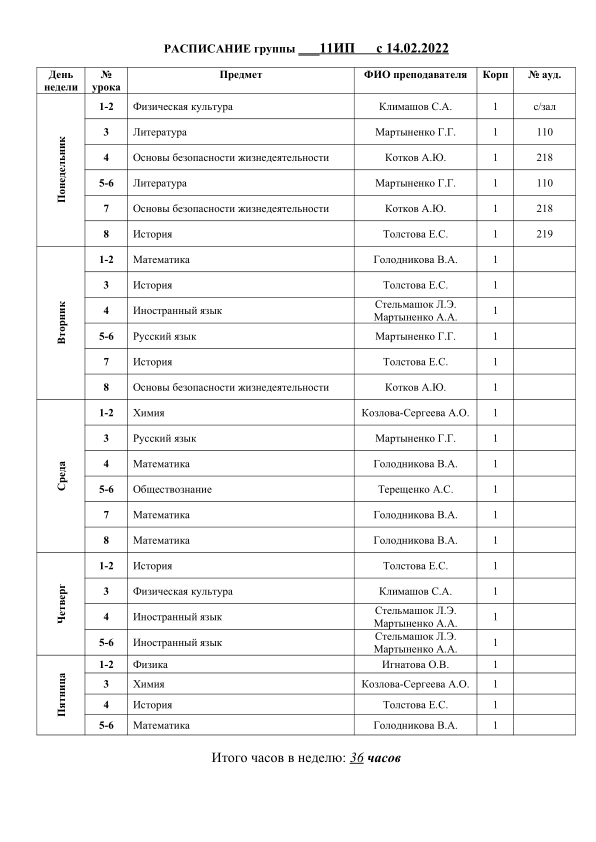 РАСПИСАНИЕ группы ___11ИП___ с 14.02.2022
День недели № урока Предмет ФИО преподавателя Корп № ауд.
Понедельник
1-2 Физическая культура Климашов С.А. 1 с/зал
3 Литература Мартыненко Г.Г. 1 110
4 Основы безопасности жизнедеятельности Котков А.Ю. 1 218
5-6 Литература Мартыненко Г.Г. 1 110
7 Основы безопасности жизнедеятельности Котков А.Ю. 1 218
8 История Толстова Е.С. 1 219
Вторник
1-2 Математика Голодникова В.А. 1
3 История Толстова Е.С. 1
4 Иностранный язык Стельмашок Л.Э. Мартыненко А.А. 1
5-6 Русский язык Мартыненко Г.Г. 1
7 История Толстова Е.С. 1
8 Основы безопасности жизнедеятельности Котков А.Ю. 1
Среда
1-2 Химия Козлова-Сергеева А.О. 1
3 Русский язык Мартыненко Г.Г. 1
4 Математика Голодникова В.А. 1
5-6 Обществознание Терещенко А.С. 1
7 Математика Голодникова В.А. 1
8 Математика Голодникова В.А. 1
Четверг
1-2 История Толстова Е.С. 1
3 Физическая культура Климашов С.А. 1
4 Иностранный язык Стельмашок Л.Э. Мартыненко А.А. 1
5-6 Иностранный язык Стельмашок Л.Э. Мартыненко А.А. 1
Пятница
1-2 Физика Игнатова О.В. 1
3 Химия Козлова-Сергеева А.О. 1
4 История Толстова Е.С. 1
5-6 Математика Голодникова В.А. 1
Итого часов в неделю: 36 часов